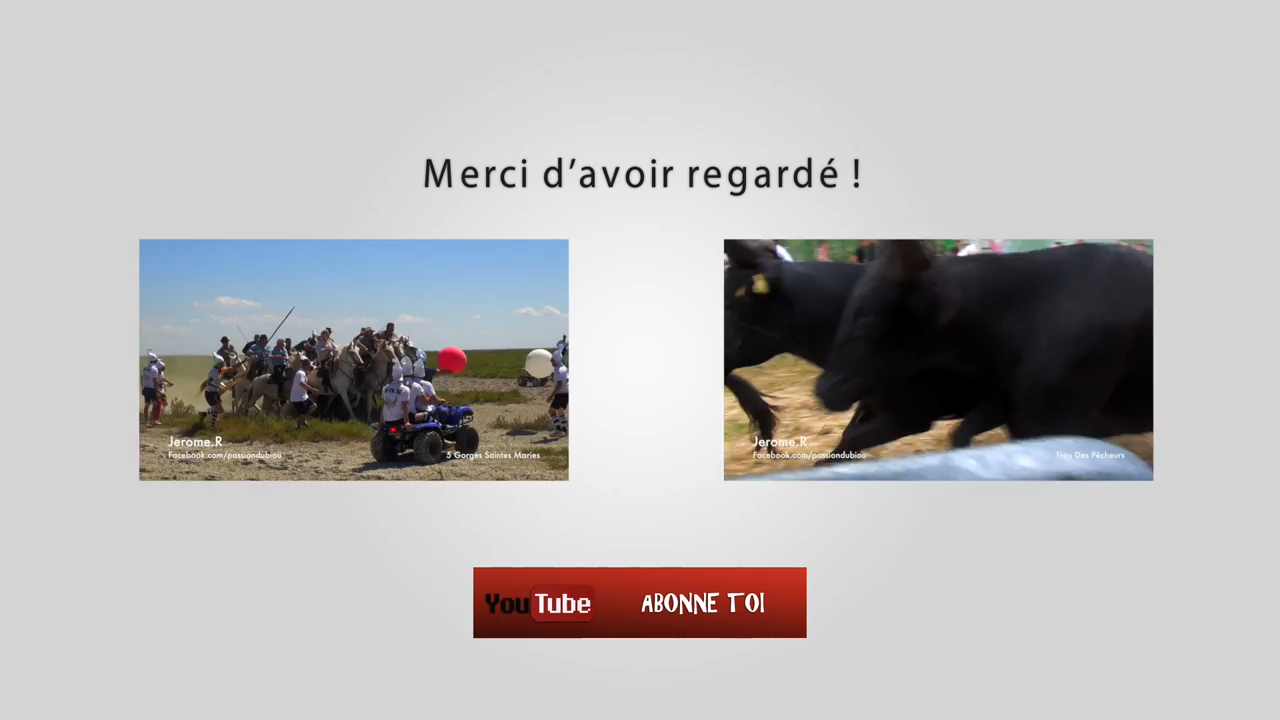 Merci d'avoir regardé !
Jerome.R
Facebook.com/passiondubiou
5 Gorges Saintes Maries
Jerome.R
Facebook.com/passiondubiou
Trou Des Pêcheurs
YouTube
ABONNE TOI